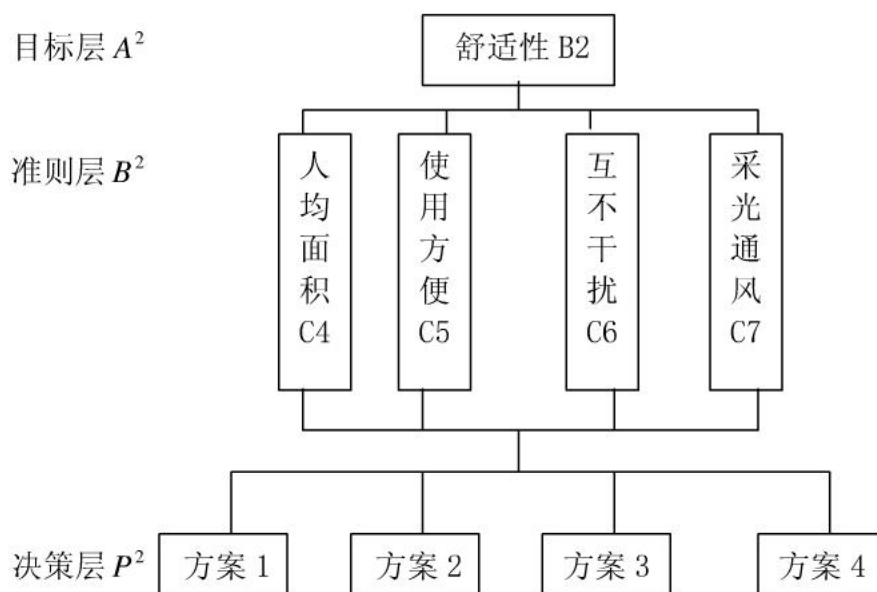 目标层 A²
舒适性 B2
准则层 B²
人均面积 C4
使用方便 C5
互不干扰 C6
采光通风 C7
决策层 P²
方案 1
方案 2
方案 3
方案 4